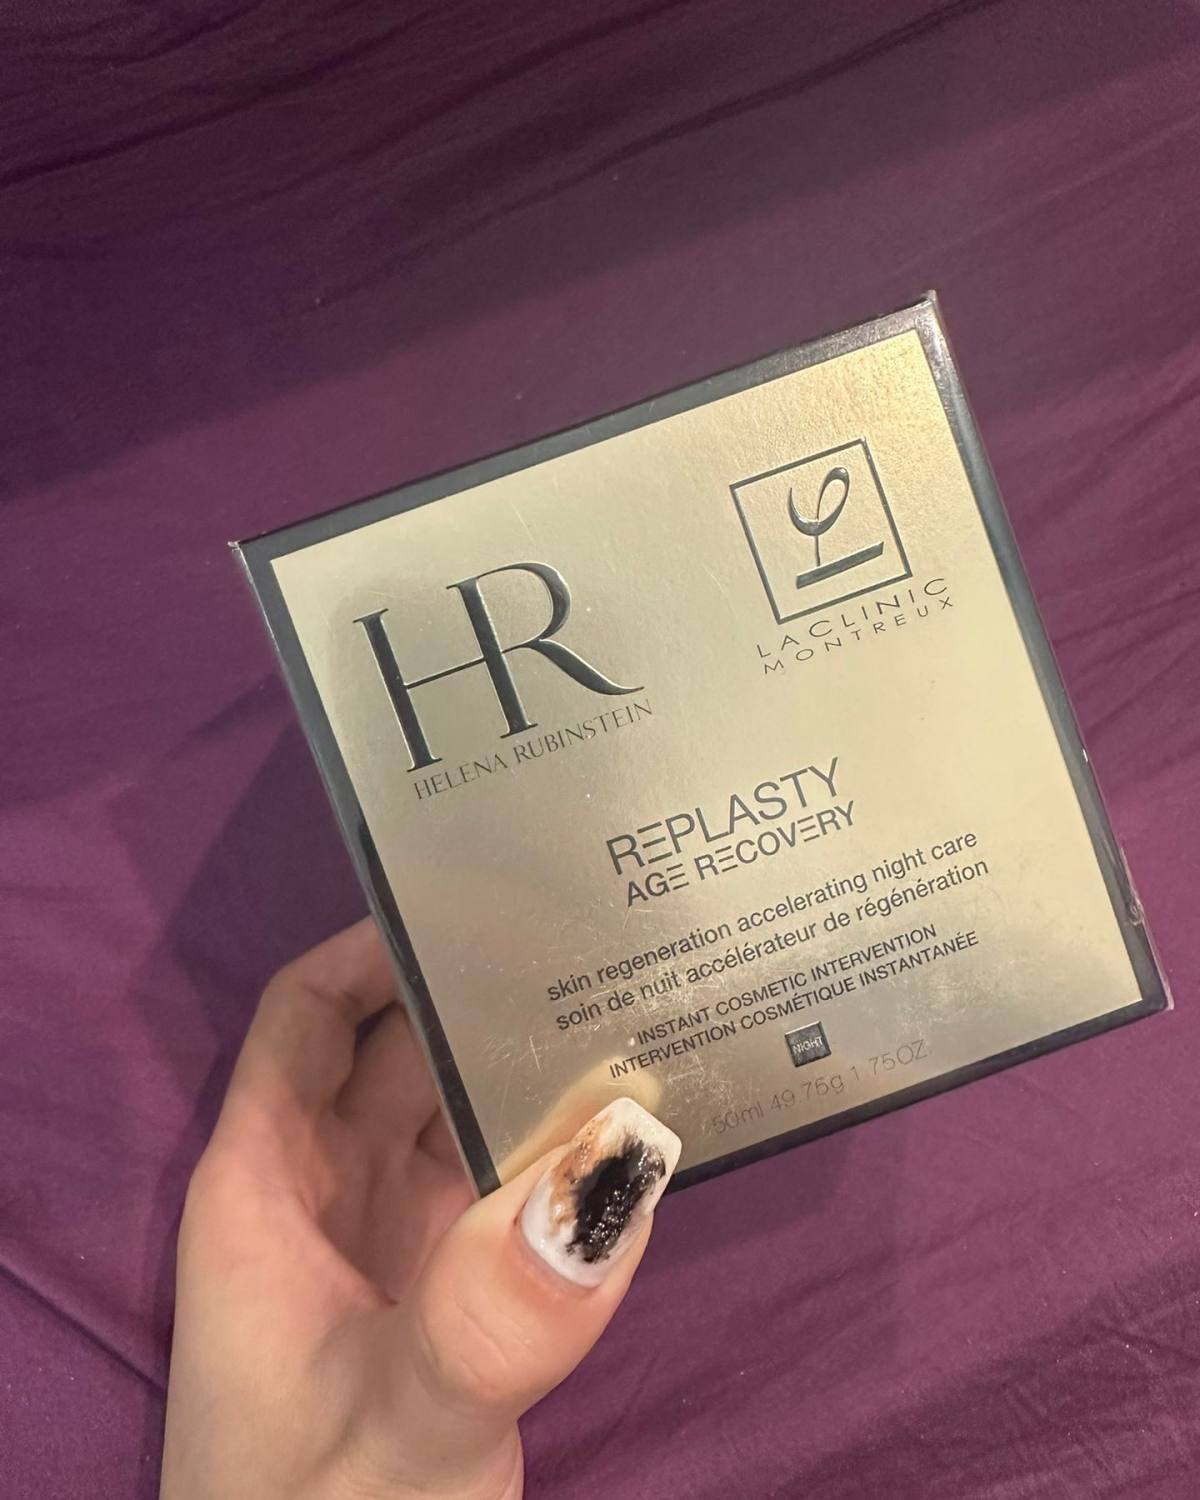 HR
HELENA RUBINSTEIN
LACLINIC
MONTREUX
REPLASTY
AGE RECOVERY
skin regeneration accelerating night care
soin de nuit accélérateur de régénération
INSTANT COSMETIC INTERVENTION
INTERVENTION COSMÉTIQUE INSTANTANÉE
NIGHT
50ml 49.75g 1.75OZ.